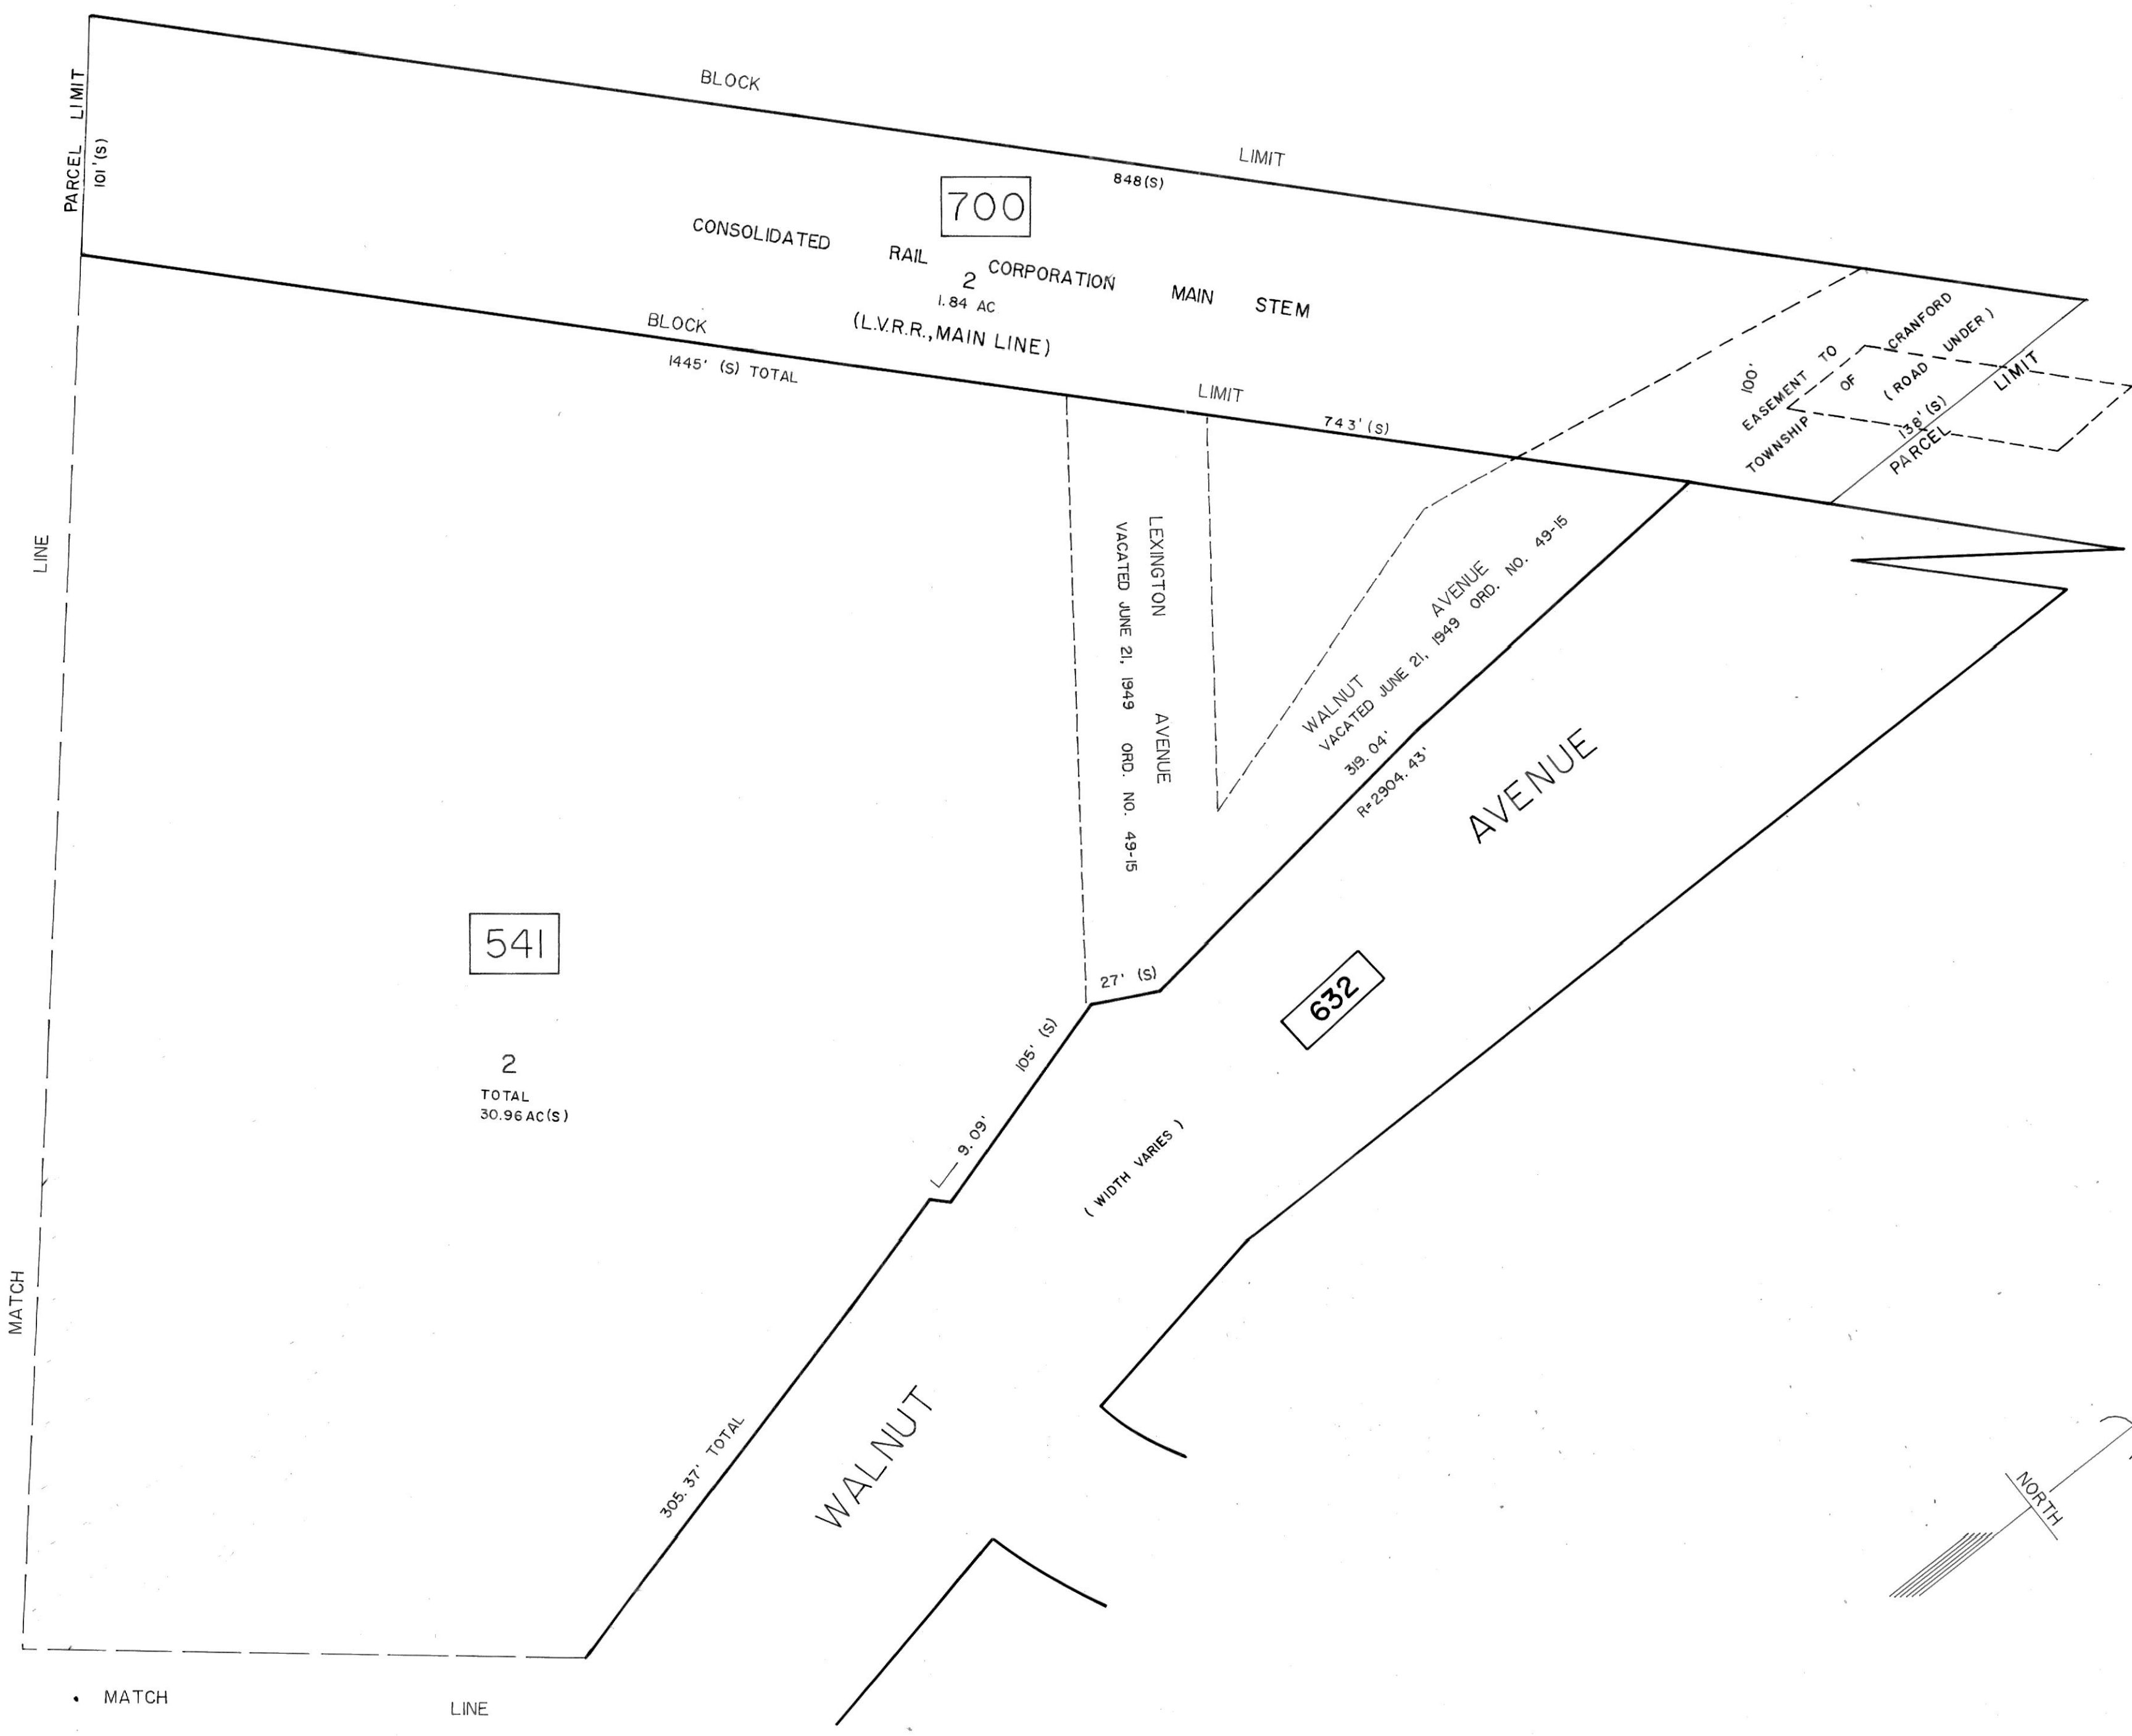 BLOCK
LIMIT
848(S)
PARCEL LIMIT
101'(S)
700
CONSOLIDATED RAIL CORPORATION MAIN STEM
2
1.84 AC
(L.V.R.R., MAIN LINE)
BLOCK
LIMIT
1445' (S) TOTAL
743' (S)
100'
EASEMENT TO
TOWNSHIP OF CRANFORD
(ROAD UNDER)
138' (S)
PARCEL LIMIT
LEXINGTON AVENUE
VACATED JUNE 21, 1949 ORD. NO. 49-15
WALNUT AVENUE
VACATED JUNE 21, 1949 ORD. NO. 49-15
319.04'
R=2904.43'
MATCH LINE
541
2
TOTAL
30.96 AC(S)
27' (S)
105' (S)
9.09'
305.37' TOTAL
WALNUT AVENUE
632
(WIDTH VARIES)
NORTH
MATCH LINE